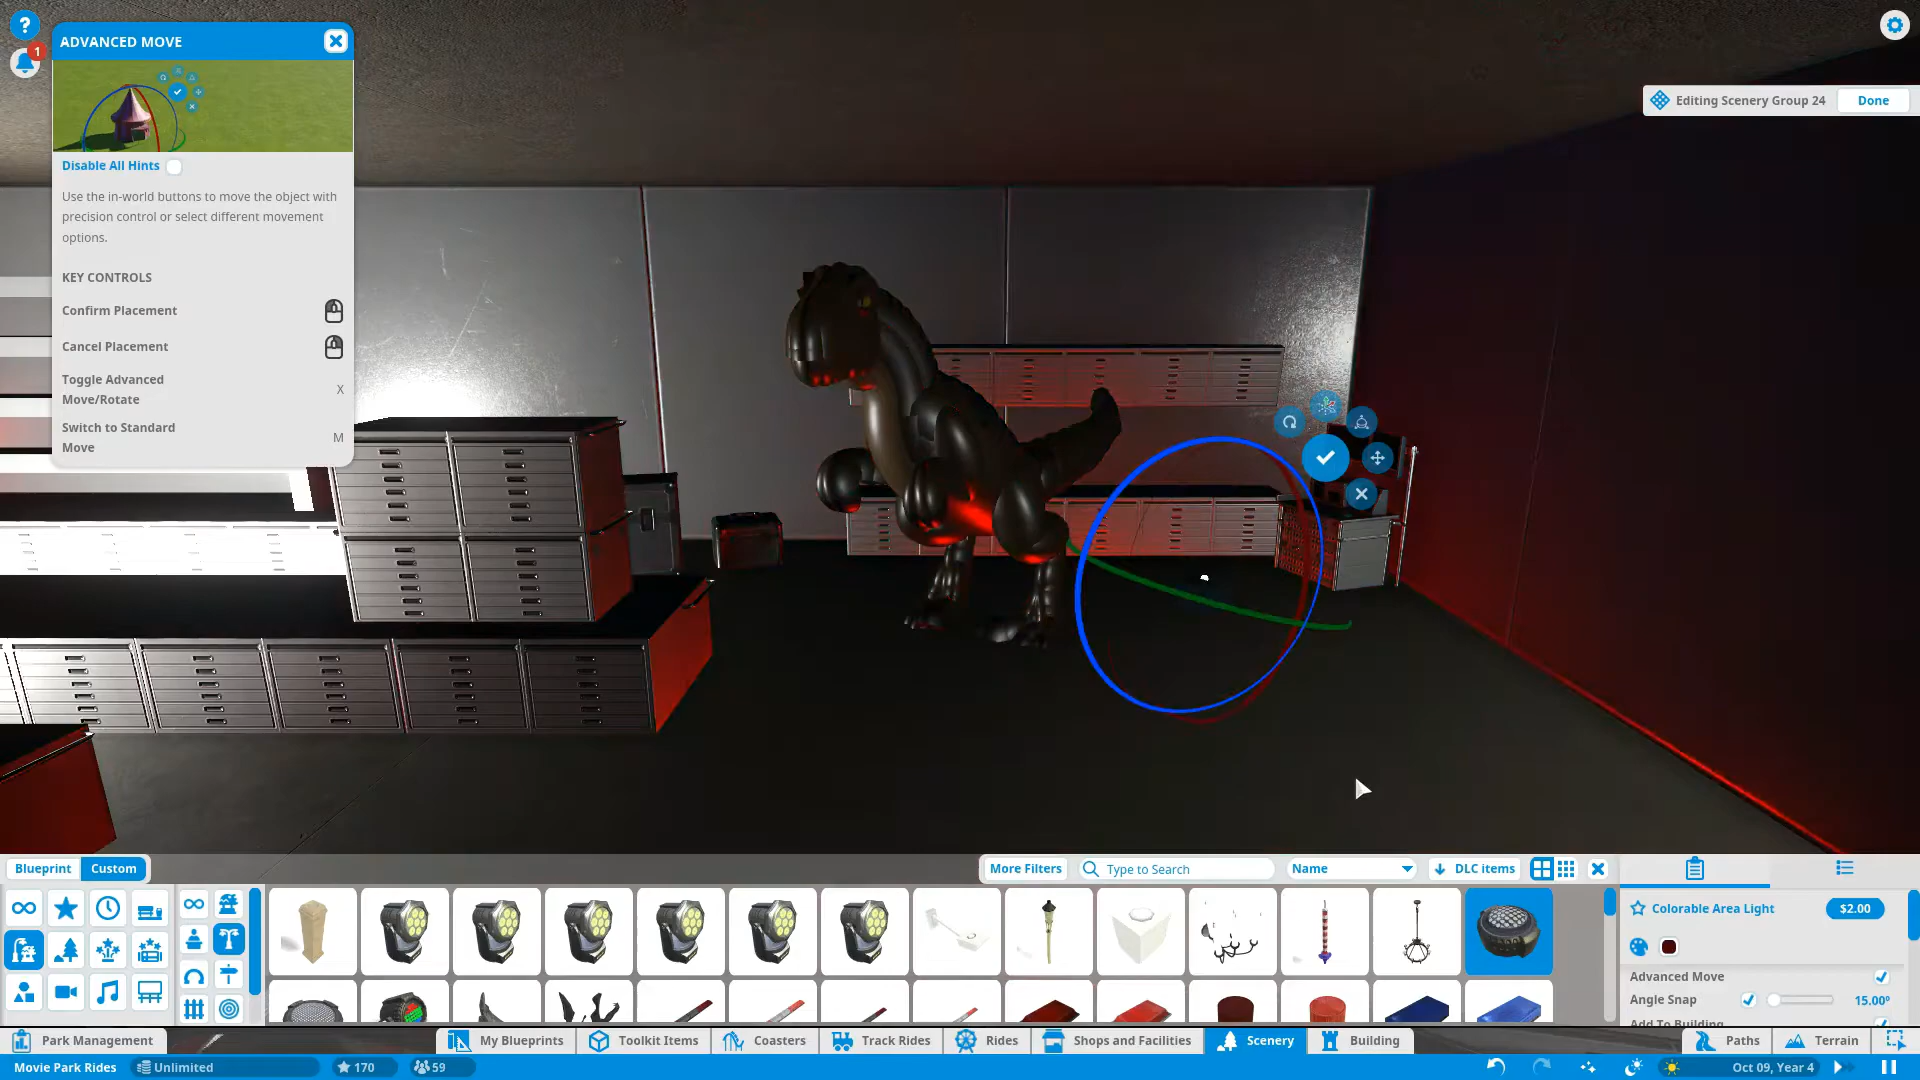 ?
1
ADVANCED MOVE
Disable All Hints
Use the in-world buttons to move the object with
precision control or select different movement
options.
KEY CONTROLS
Confirm Placement
Cancel Placement
Toggle Advanced
Move/Rotate
X
Switch to Standard
Move
M
Editing Scenery Group 24
Done
Blueprint
Custom
More Filters
Type to Search
Name
DLC items
Colorable Area Light
$2.00
Advanced Move
Angle Snap
15.00°
Add To Building
Park Management
My Blueprints
Toolkit Items
Coasters
Track Rides
Rides
Shops and Facilities
Scenery
Building
Paths
Terrain
Movie Park Rides
Unlimited
170
59
Oct 09, Year 4